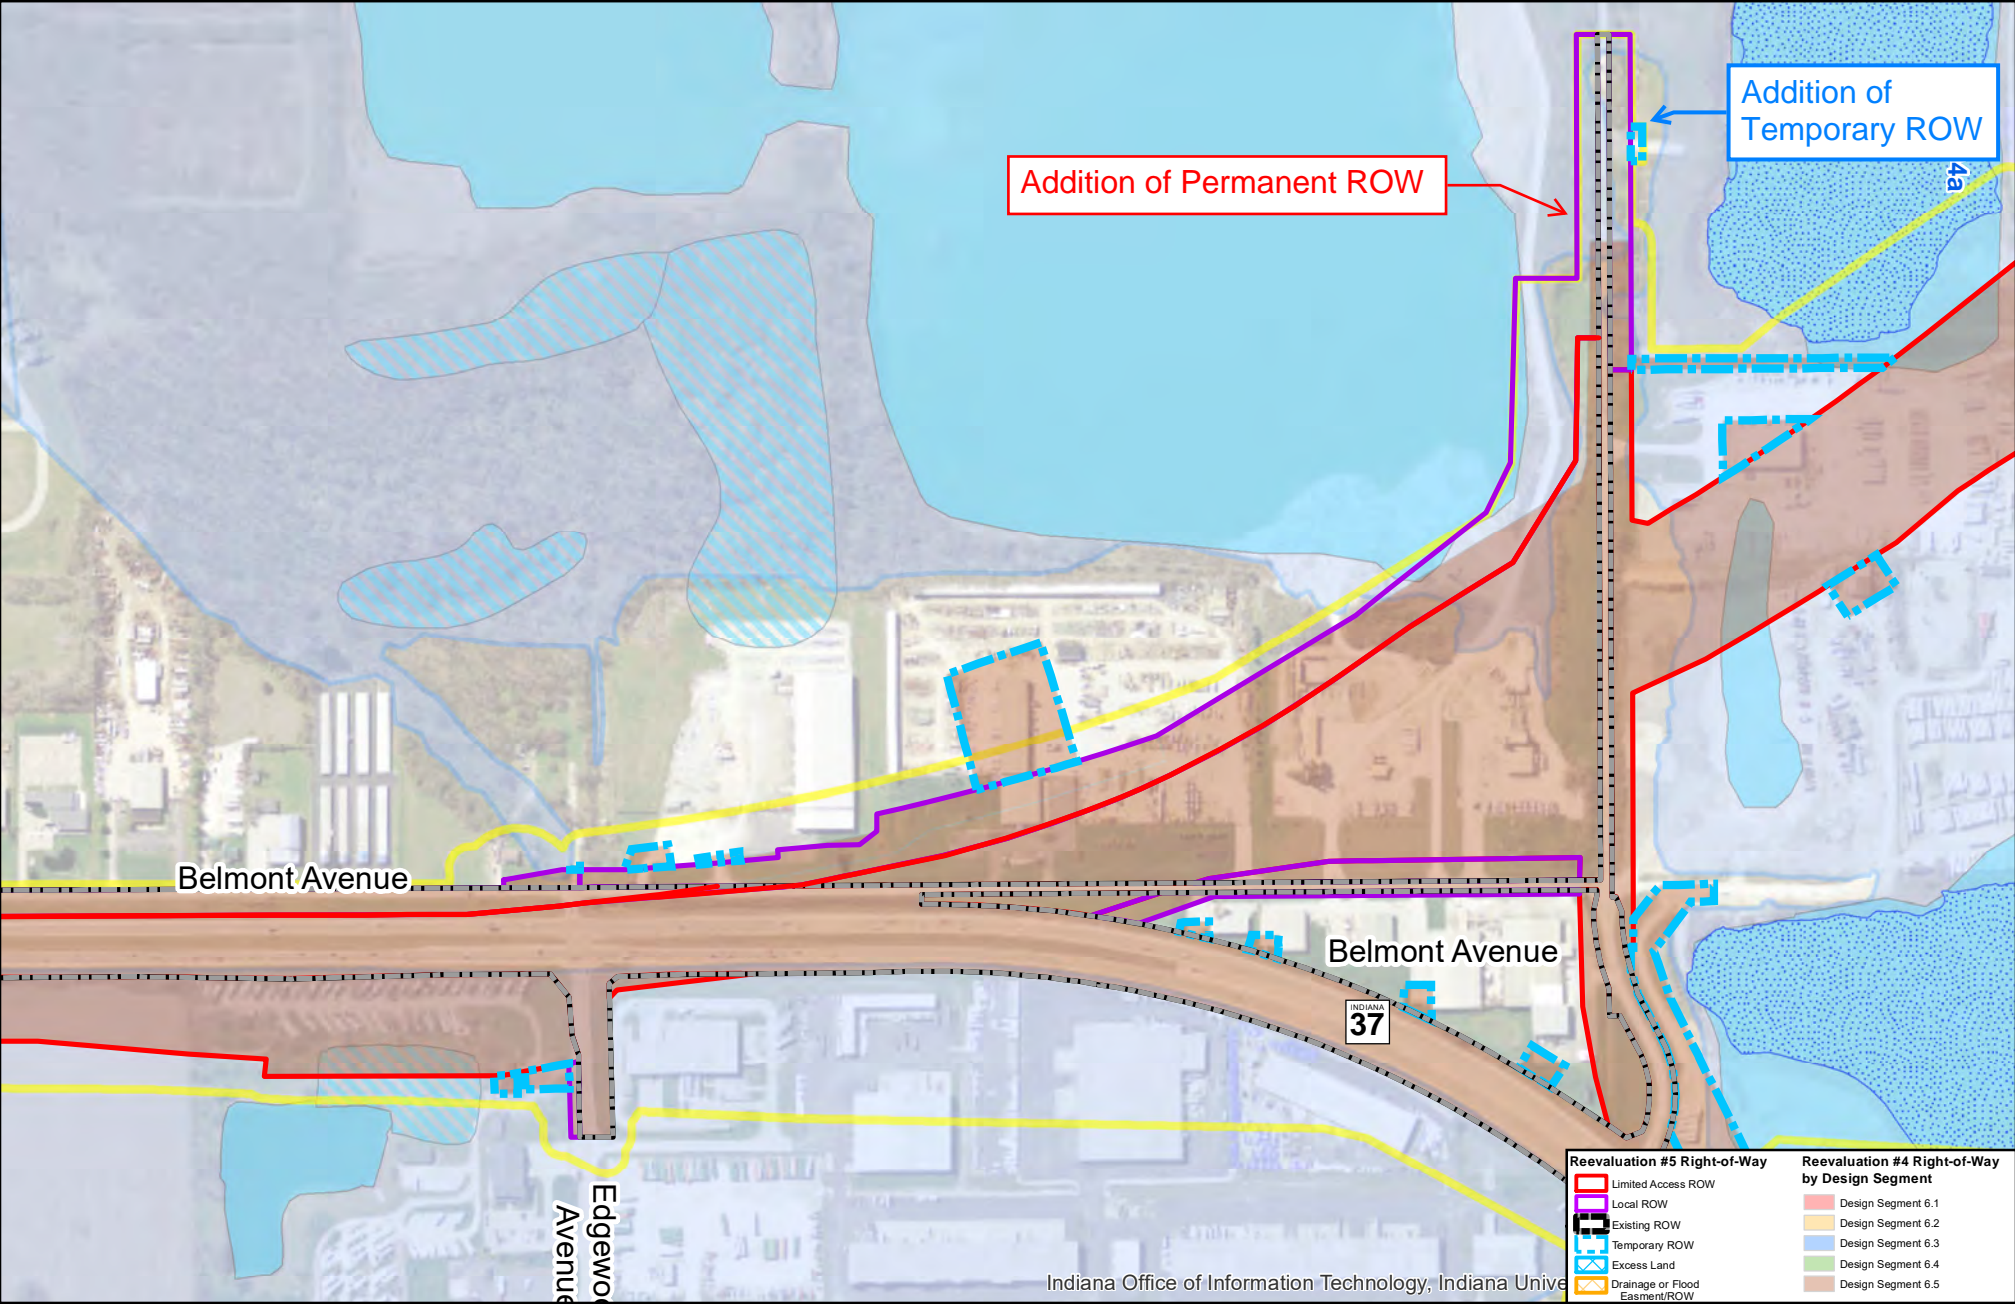 Addition of
Temporary ROW
4a
Addition of Permanent ROW
Belmont Avenue
Belmont Avenue
INDIANA
37
Edgewoo
Avenue
Indiana Office of Information Technology, Indiana Unive
Reevaluation #5 Right-of-Way
Limited Access ROW
Local ROW
Existing ROW
Temporary ROW
Excess Land
Drainage or Flood
Easment/ROW
Reevaluation #4 Right-of-Way
by Design Segment
Design Segment 6.1
Design Segment 6.2
Design Segment 6.3
Design Segment 6.4
Design Segment 6.5